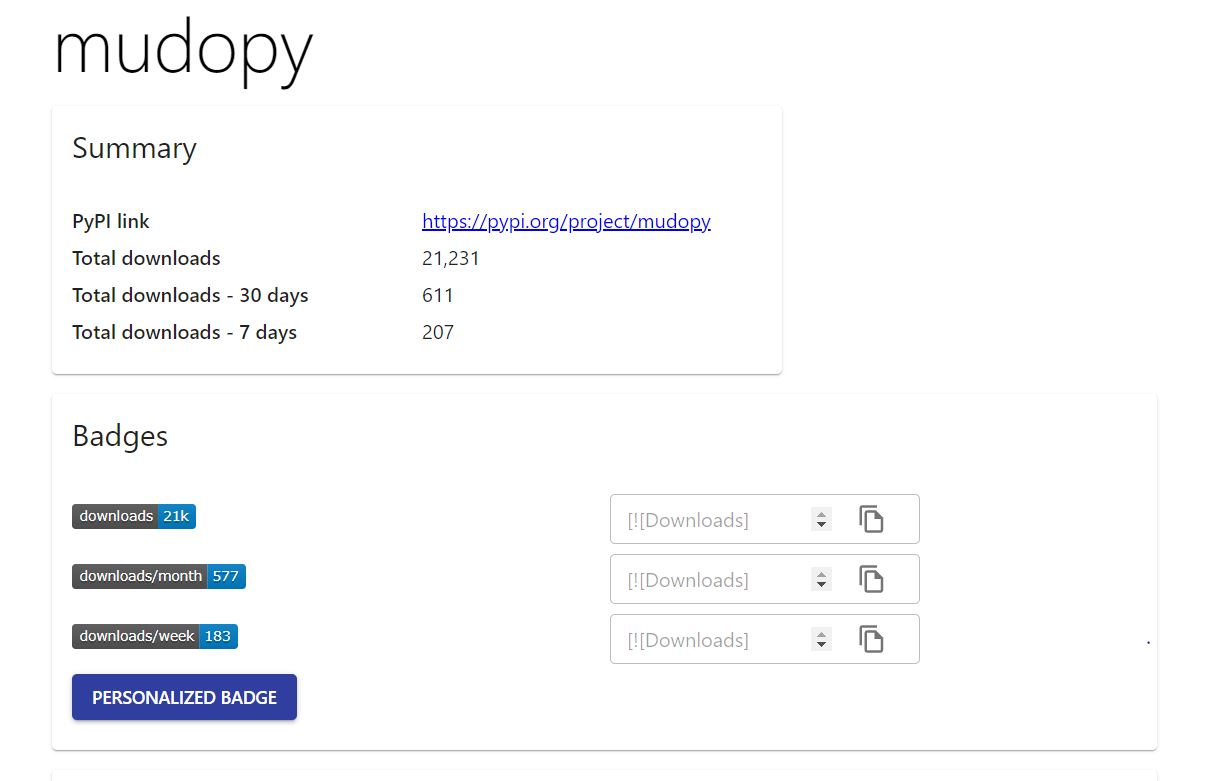 mudopy
Summary
PyPI link https://pypi.org/project/mudopy
Total downloads 21,231
Total downloads - 30 days 611
Total downloads - 7 days 207
Badges
downloads 21k [![Downloads]
downloads/month 577 [![Downloads]
downloads/week 183 [![Downloads]
PERSONALIZED BADGE